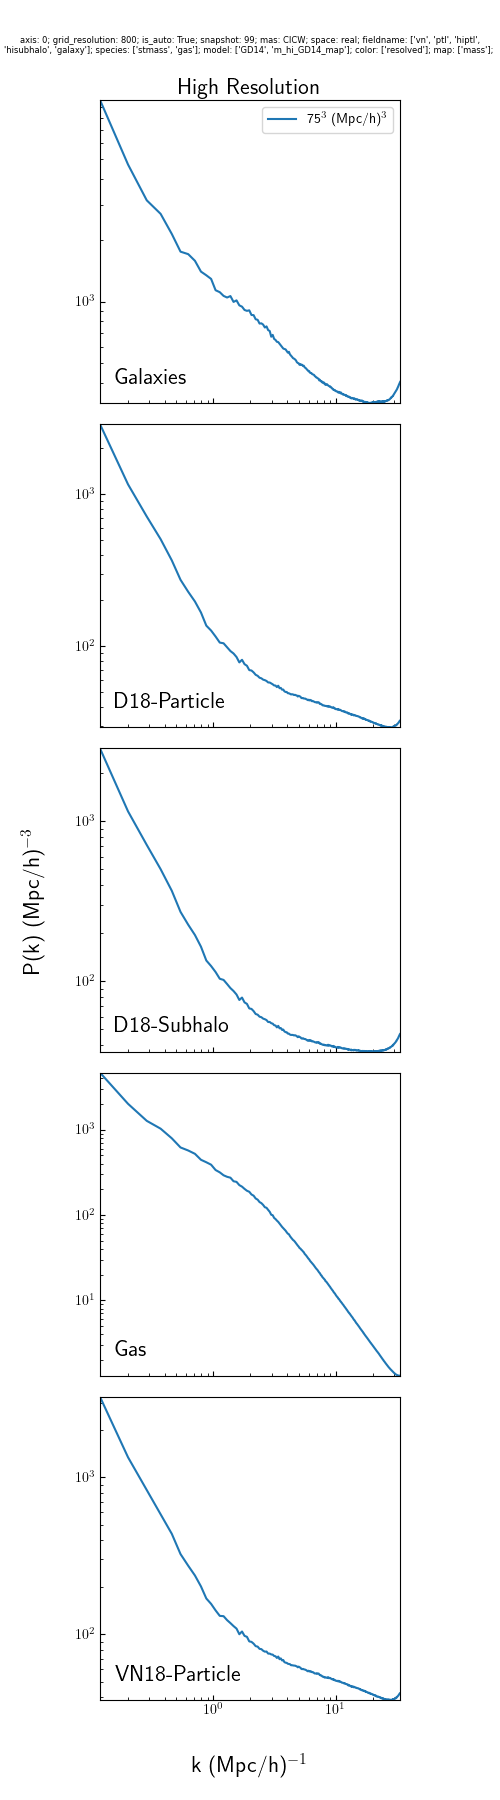 axis: 0; grid_resolution: 800; is_auto: True; snapshot: 99; mas: CICW; space: real; fieldname: ['vn', 'ptl', 'hiptl',
'hisubhalo', 'galaxy']; species: ['stmass', 'gas']; model: ['GD14', 'm_hi_GD14_map']; color: ['resolved']; map: ['mass'];
High Resolution
75³ (Mpc/h)³
10³
Galaxies
10³
10²
D18-Particle
10³
10²
D18-Subhalo
P(k) (Mpc/h)⁻³
10³
10²
10¹
Gas
10³
10²
VN18-Particle
10⁰ 10¹
k (Mpc/h)⁻¹